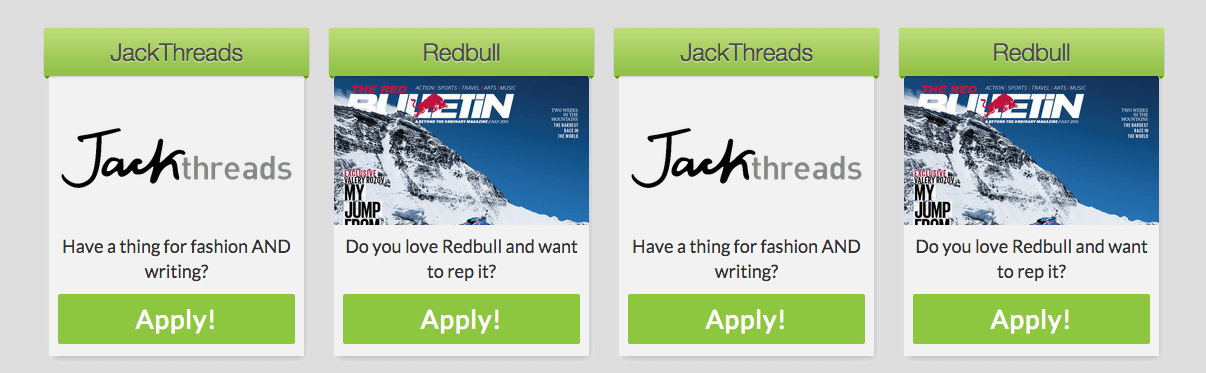 JackThreads
Jackthreads
Have a thing for fashion AND
writing?
Apply!
Redbull
THE RED
BULLETiN
ACTION | SPORTS | TRAVEL | ARTS | MUSIC
A BEYOND THE ORDINARY MAGAZINE / JULY 2013
TWO WEEKS
IN THE
MOUNTAINS
THE HARDEST
RACE IN
THE WORLD
EXCLUSIVE
VALERY ROZOV
MY
JUMP
FROM
Do you love Redbull and want
to rep it?
Apply!
JackThreads
Jackthreads
Have a thing for fashion AND
writing?
Apply!
Redbull
THE RED
BULLETiN
ACTION | SPORTS | TRAVEL | ARTS | MUSIC
& BEYOND THE ORDINARY MAGAZINE / JULY 2013
TWO WEEKS
IN THE
MOUNTAINS
THE HARDEST
RACE IN
THE WORLD
EXCLUSIVE
VALERY ROZOV
MY
JUMP
FROM
Do you love Redbull and want
to rep it?
Apply!